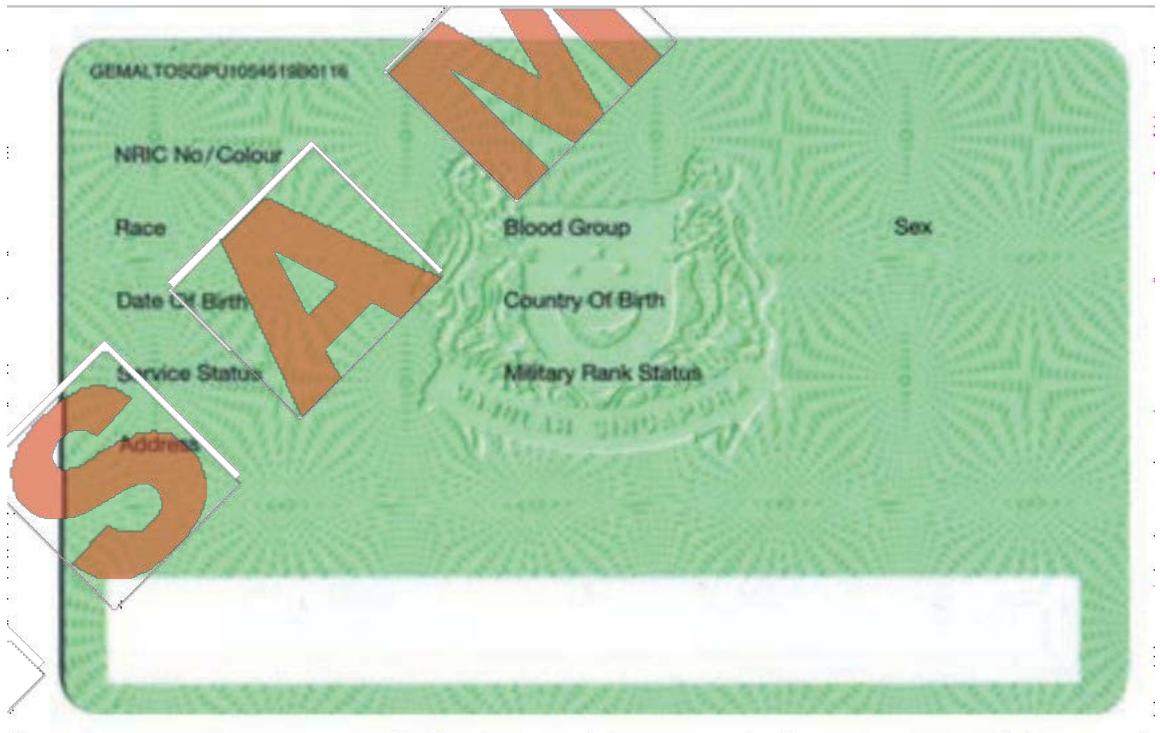 S A M
GEMALTOSGPU1054519B0116
NRIC No/Colour
Race Blood Group Sex
Date Of Birth Country Of Birth
Service Status Military Rank Status
Address